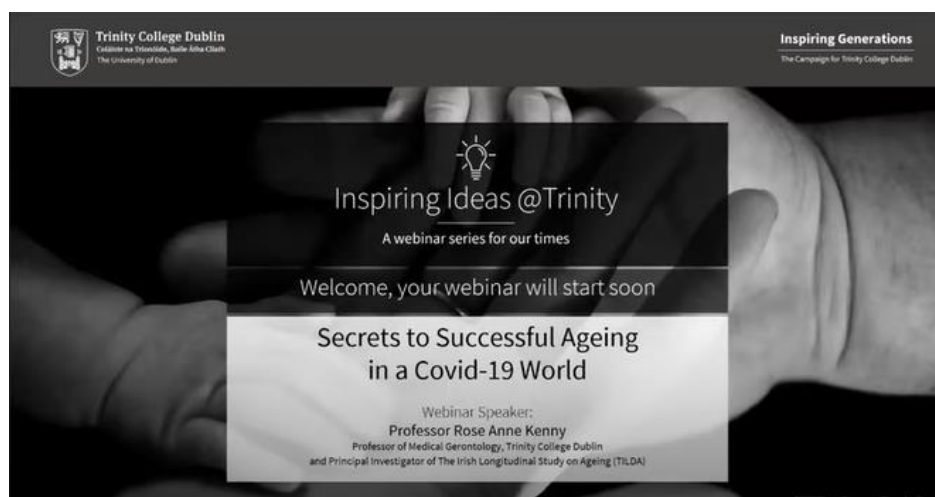 Trinity College Dublin
Coláiste na Tríonóide, Baile Átha Cliath
The University of Dublin
Inspiring Generations
The Campaign for Trinity College Dublin
Inspiring Ideas @Trinity
A webinar series for our times
Welcome, your webinar will start soon
Secrets to Successful Ageing
in a Covid-19 World
Webinar Speaker:
Professor Rose Anne Kenny
Professor of Medical Gerontology, Trinity College Dublin
and Principal Investigator of The Irish Longitudinal Study on Ageing (TILDA)